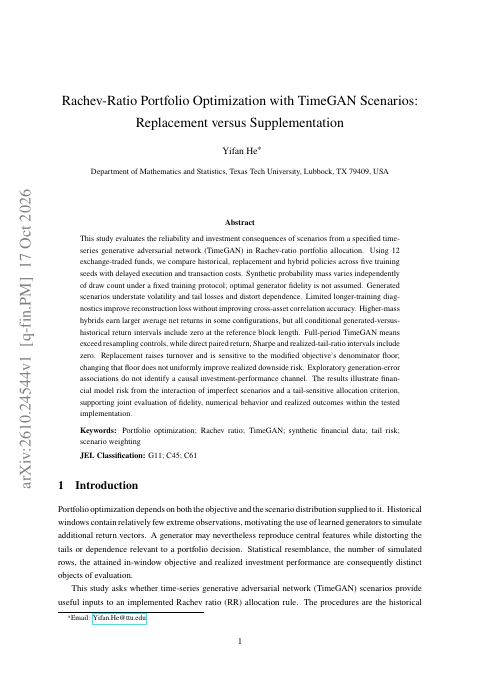 Rachev-Ratio Portfolio Optimization with TimeGAN Scenarios:
Replacement versus Supplementation
Yifan He*
Department of Mathematics and Statistics, Texas Tech University, Lubbock, TX 79409, USA
arXiv:2610.24544v1 [q-fin.PM] 17 Oct 2026
Abstract
This study evaluates the reliability and investment consequences of scenarios from a specified time-
series generative adversarial network (TimeGAN) in Rachev-ratio portfolio allocation. Using 12
exchange-traded funds, we compare historical, replacement and hybrid policies across five training
seeds with delayed execution and transaction costs. Synthetic probability mass varies independently
of draw count under a fixed training protocol; optimal generator fidelity is not assumed. Generated
scenarios understate volatility and tail losses and distort dependence. Limited longer-training diag-
nostics improve reconstruction loss without improving cross-asset correlation accuracy. Higher-mass
hybrids earn larger average net returns in some configurations, but all conditional generated-versus-
historical return intervals include zero at the reference block length. Full-period TimeGAN means
exceed resampling controls, while direct paired return, Sharpe and realized-tail-ratio intervals include
zero. Replacement raises turnover and is sensitive to the modified objective's denominator floor;
changing that floor does not uniformly improve realized downside risk. Exploratory generation-error
associations do not identify a causal investment-performance channel. The results illustrate finan-
cial model risk from the interaction of imperfect scenarios and a tail-sensitive allocation criterion,
supporting joint evaluation of fidelity, numerical behavior and realized outcomes within the tested
implementation.
Keywords: Portfolio optimization; Rachev ratio; TimeGAN; synthetic financial data; tail risk;
scenario weighting
JEL Classification: G11; C45; C61
1 Introduction
Portfolio optimization depends on both the objective and the scenario distribution supplied to it. Historical
windows contain relatively few extreme observations, motivating the use of learned generators to simulate
additional return vectors. A generator may nevertheless reproduce central features while distorting the
tails or dependence relevant to a portfolio decision. Statistical resemblance, the number of simulated
rows, the attained in-window objective and realized investment performance are consequently distinct
objects of evaluation.
This study asks whether time-series generative adversarial network (TimeGAN) scenarios provide
useful inputs to an implemented Rachev ratio (RR) allocation rule. The procedures are the historical
*Email: Yifan.He@ttu.edu
1